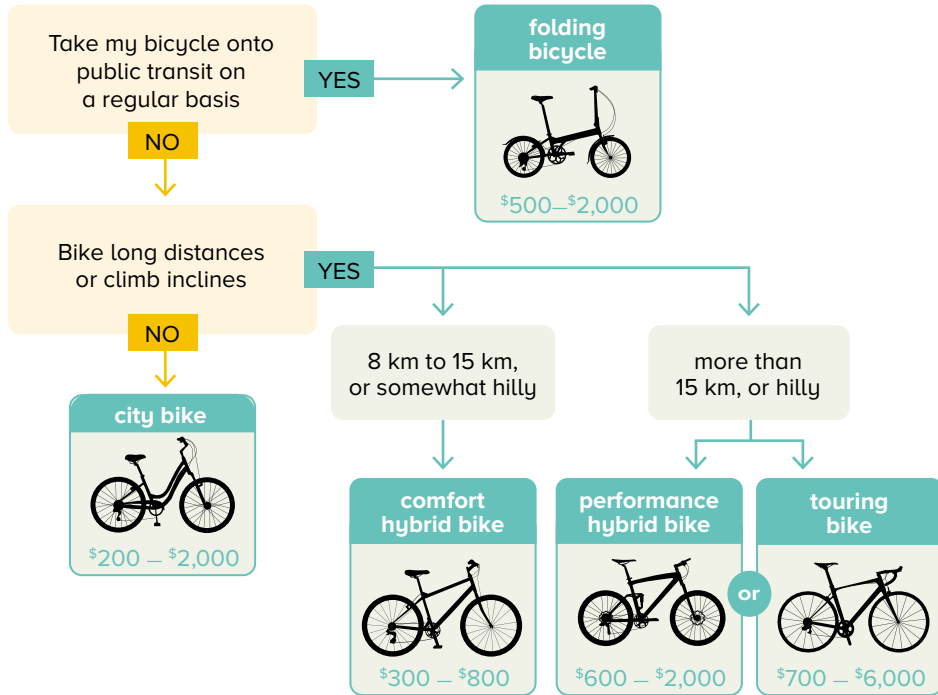 Take my bicycle onto
public transit on
a regular basis
YES
folding
bicycle
$500–$2,000
NO
Bike long distances
or climb inclines
YES
NO
8 km to 15 km,
or somewhat hilly
more than
15 km, or hilly
city bike
$200 – $2,000
comfort
hybrid bike
$300 – $800
performance
hybrid bike
$600 – $2,000
or
touring
bike
$700 – $6,000